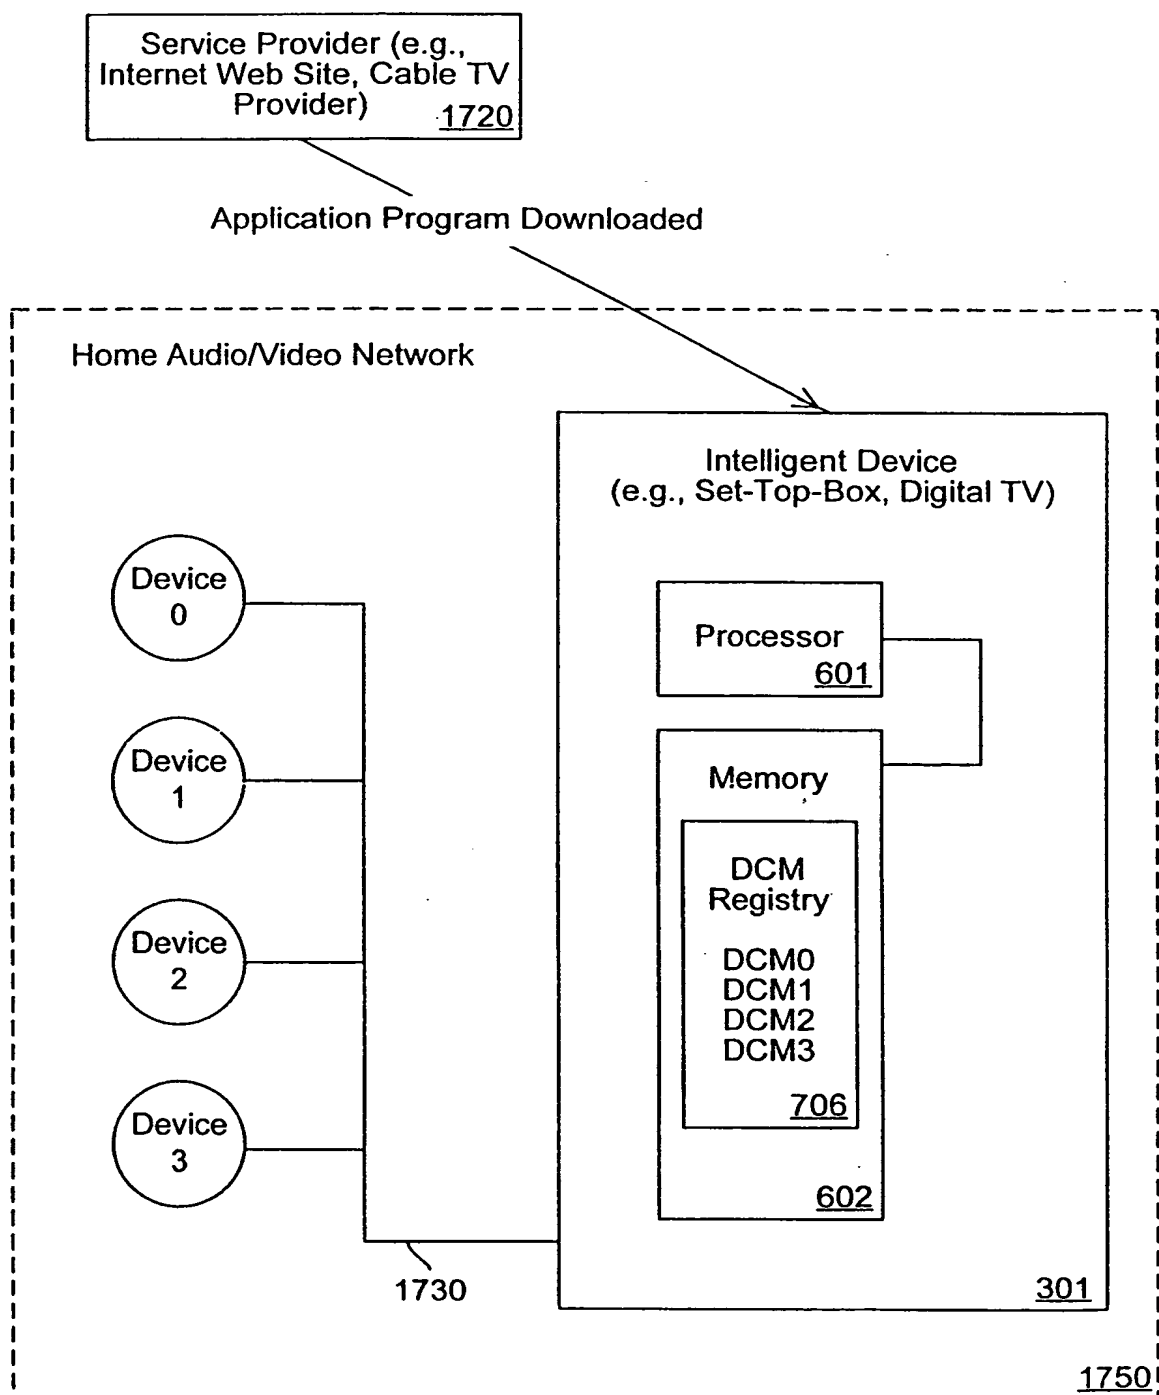 Service Provider (e.g.,
Internet Web Site, Cable TV
Provider)
1720
Application Program Downloaded
Home Audio/Video Network
Intelligent Device
(e.g., Set-Top-Box, Digital TV)
Device
0
Processor
601
Device
1
Memory
DCM
Registry
Device
2
DCM0
DCM1
DCM2
DCM3
706
Device
3
602
1730
301
1750